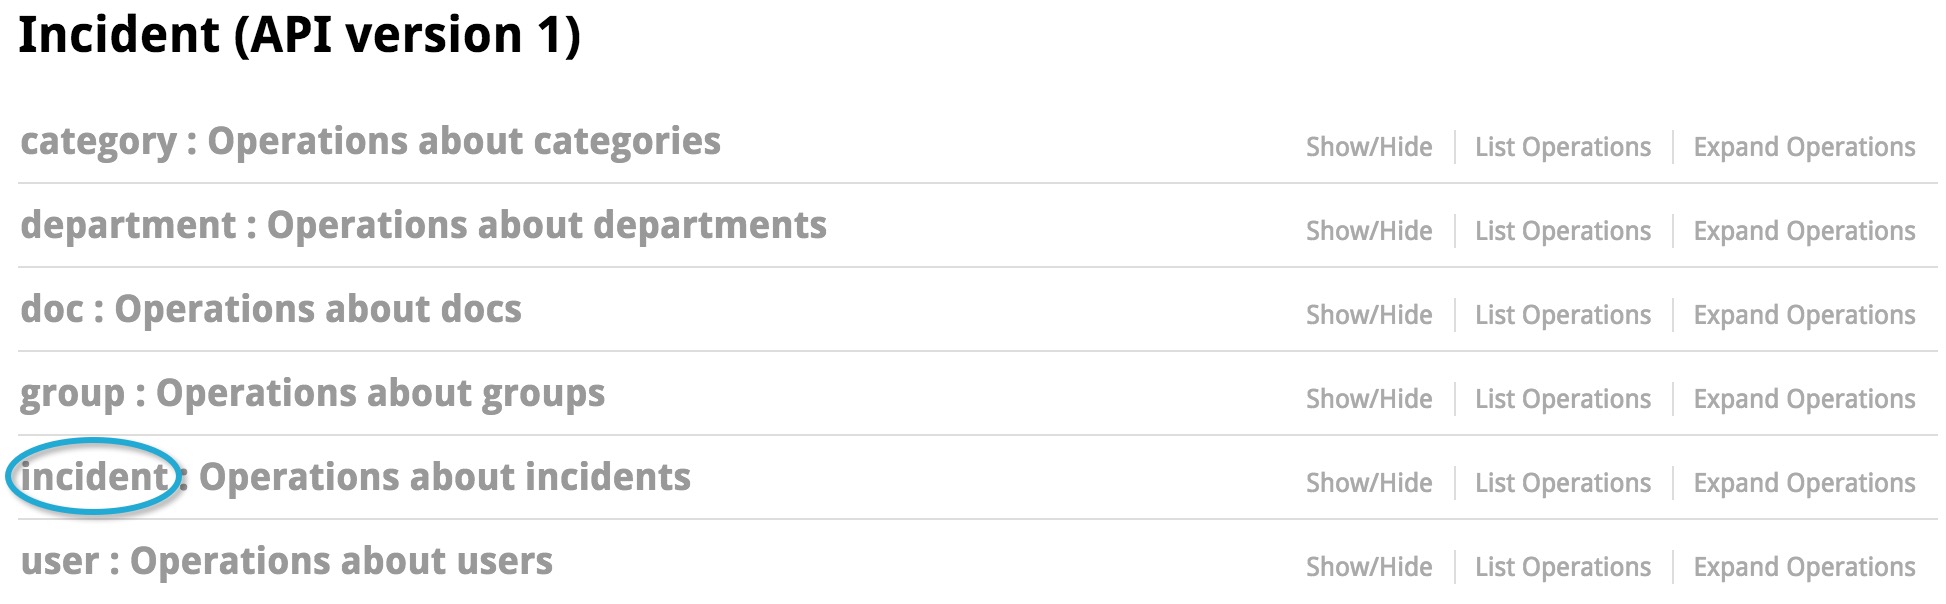 Incident (API version 1)
category : Operations about categories Show/Hide List Operations Expand Operations
department : Operations about departments Show/Hide List Operations Expand Operations
doc : Operations about docs Show/Hide List Operations Expand Operations
group : Operations about groups Show/Hide List Operations Expand Operations
incident : Operations about incidents Show/Hide List Operations Expand Operations
user : Operations about users Show/Hide List Operations Expand Operations